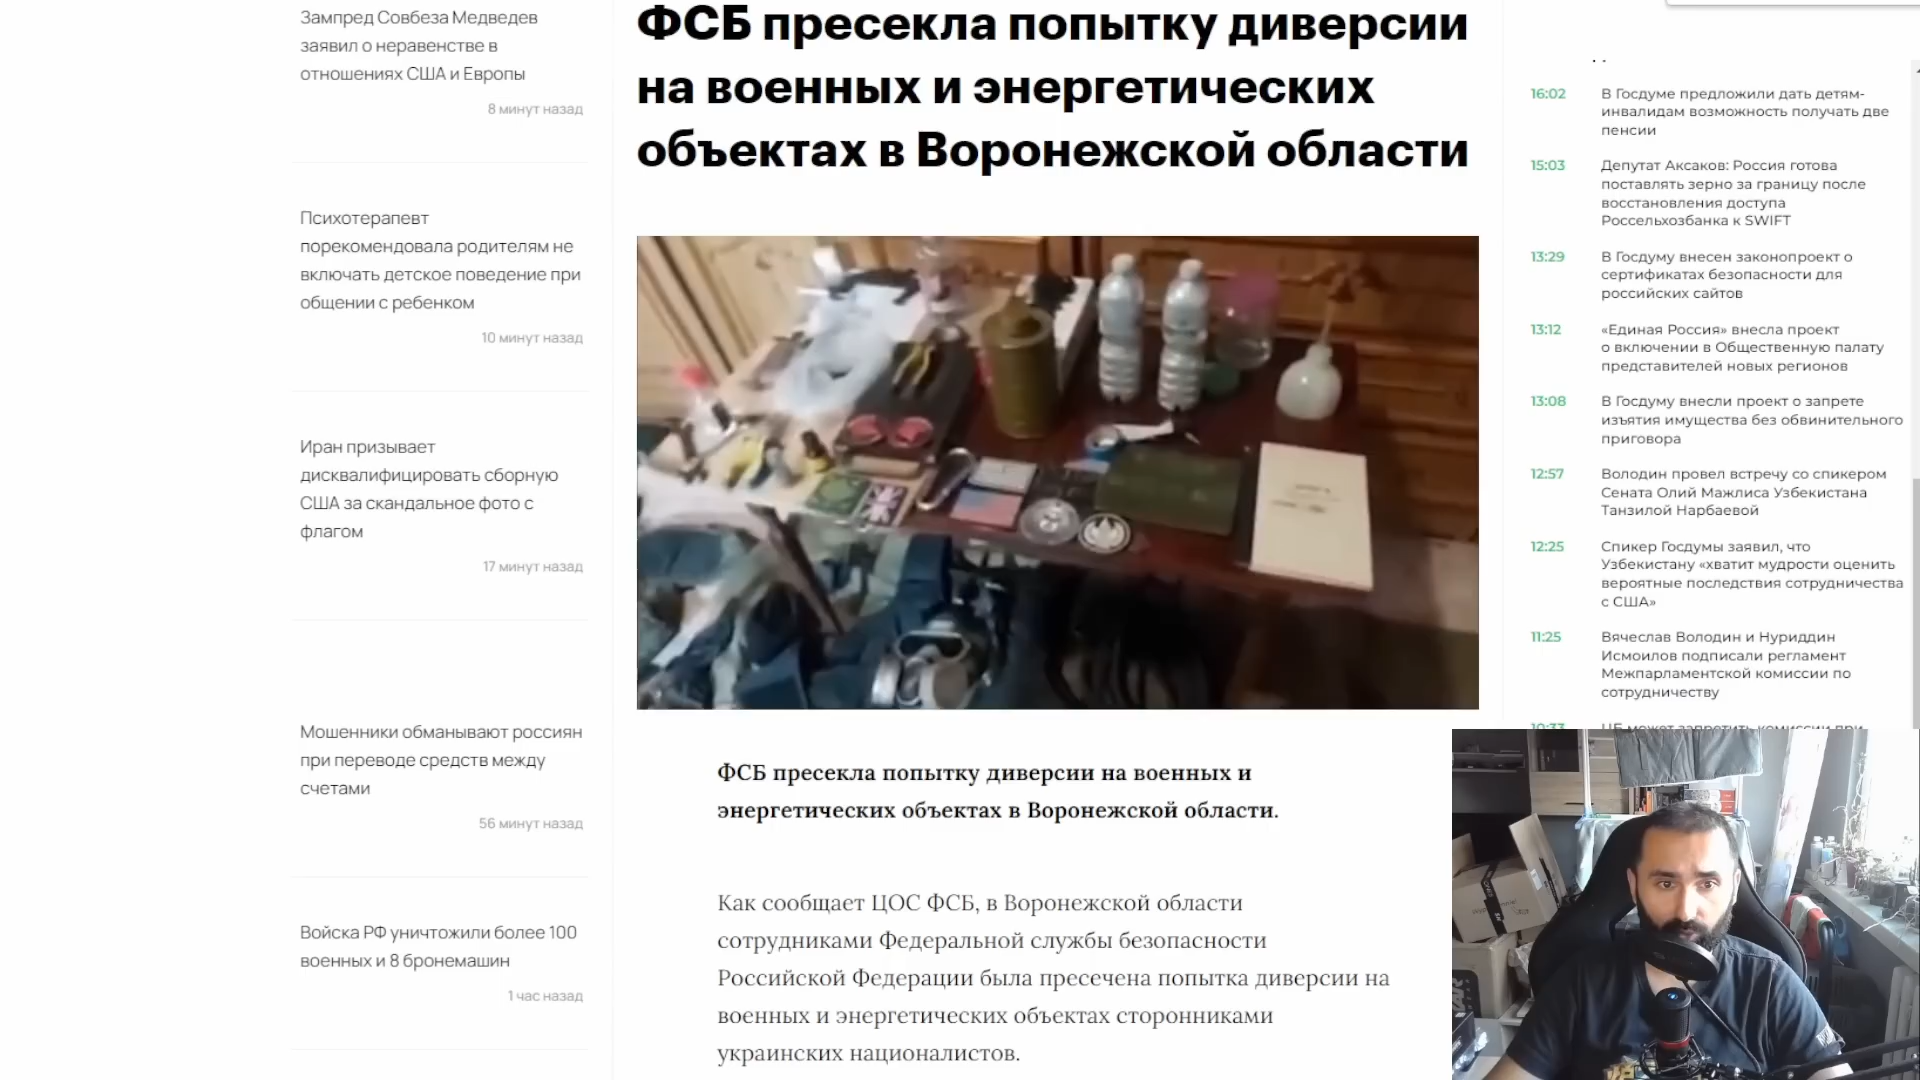 Зампред Совбеза Медведев
заявил о неравенстве в
отношениях США и Европы
8 минут назад
Психотерапевт
порекомендовала родителям не
включать детское поведение при
общении с ребенком
10 минут назад
Иран призывает
дисквалифицировать сборную
США за скандальное фото с
флагом
17 минут назад
Мошенники обманывают россиян
при переводе средств между
счетами
56 минут назад
Войска РФ уничтожили более 100
военных и 8 бронемашин
1 час назад
ФСБ пресекла попытку диверсии
на военных и энергетических
объектах в Воронежской области
ФСБ пресекла попытку диверсии на военных и
энергетических объектах в Воронежской области.
Как сообщает ЦОС ФСБ, в Воронежской области
сотрудниками Федеральной службы безопасности
Российской Федерации была пресечена попытка диверсии на
военных и энергетических объектах сторонниками
украинских националистов.
16:02
В Госдуме предложили дать детям-
инвалидам возможность получать две
пенсии
15:03
Депутат Аксаков: Россия готова
поставлять зерно за границу после
восстановления доступа
Россельхозбанка к SWIFT
13:29
В Госдуму внесен законопроект о
сертификатах безопасности для
российских сайтов
13:12
«Единая Россия» внесла проект
о включении в Общественную палату
представителей новых регионов
13:08
В Госдуму внесли проект о запрете
изъятия имущества без обвинительного
приговора
12:57
Володин провел встречу со спикером
Сената Олий Мажлиса Узбекистана
Танзилой Нарбаевой
12:25
Спикер Госдумы заявил, что
Узбекистану «хватит мудрости оценить
вероятные последствия сотрудничества
с США»
11:25
Вячеслав Володин и Нуриддин
Исмоилов подписали регламент
Межпарламентской комиссии по
сотрудничеству
10:33
ЦБ может запретить комиссии при